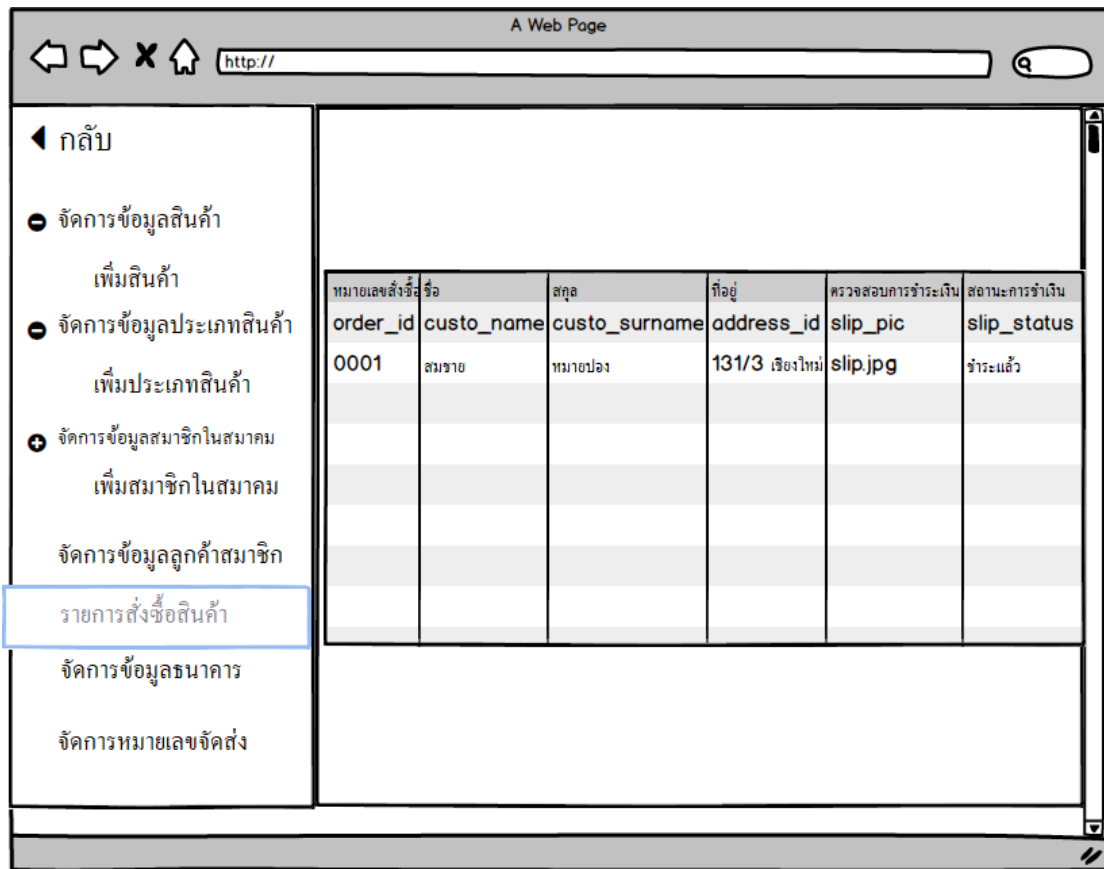 A Web Page
http://
กลับ
จัดการข้อมูลสินค้า
เพิ่มสินค้า
จัดการข้อมูลประเภทสินค้า
เพิ่มประเภทสินค้า
จัดการข้อมูลสมาชิกในสมาคม
เพิ่มสมาชิกในสมาคม
จัดการข้อมูลลูกค้าสมาชิก
รายการสั่งซื้อสินค้า
จัดการข้อมูลธนาคาร
จัดการหมายเลขจัดส่ง
หมายเลขสั่งซื้อ ชื่อ สกุล ที่อยู่ ตรวจสอบการชำระเงิน สถานะการชำเงิน
order_id custo_name custo_surname address_id slip_pic slip_status
0001 สมชาย หมายปอง 131/3 เชียงใหม่ slip.jpg ชำระแล้ว